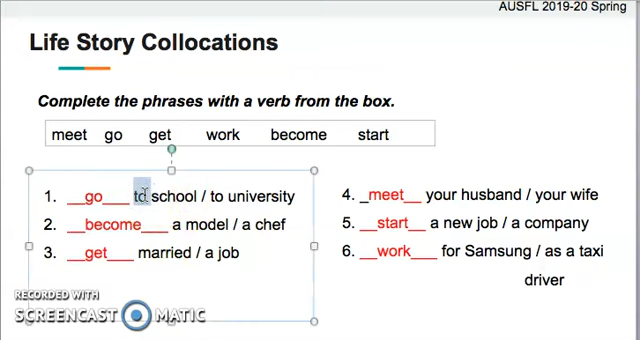 AUSFL 2019-20 Spring
Life Story Collocations
Complete the phrases with a verb from the box.
meet go get work become start
1. __go___ to school / to university
2. __become___ a model / a chef
3. __get___ married / a job
4. _meet__ your husband / your wife
5. __start__ a new job / a company
6. __work___ for Samsung / as a taxi
driver
RECORDED WITH
SCREENCAST MATIC